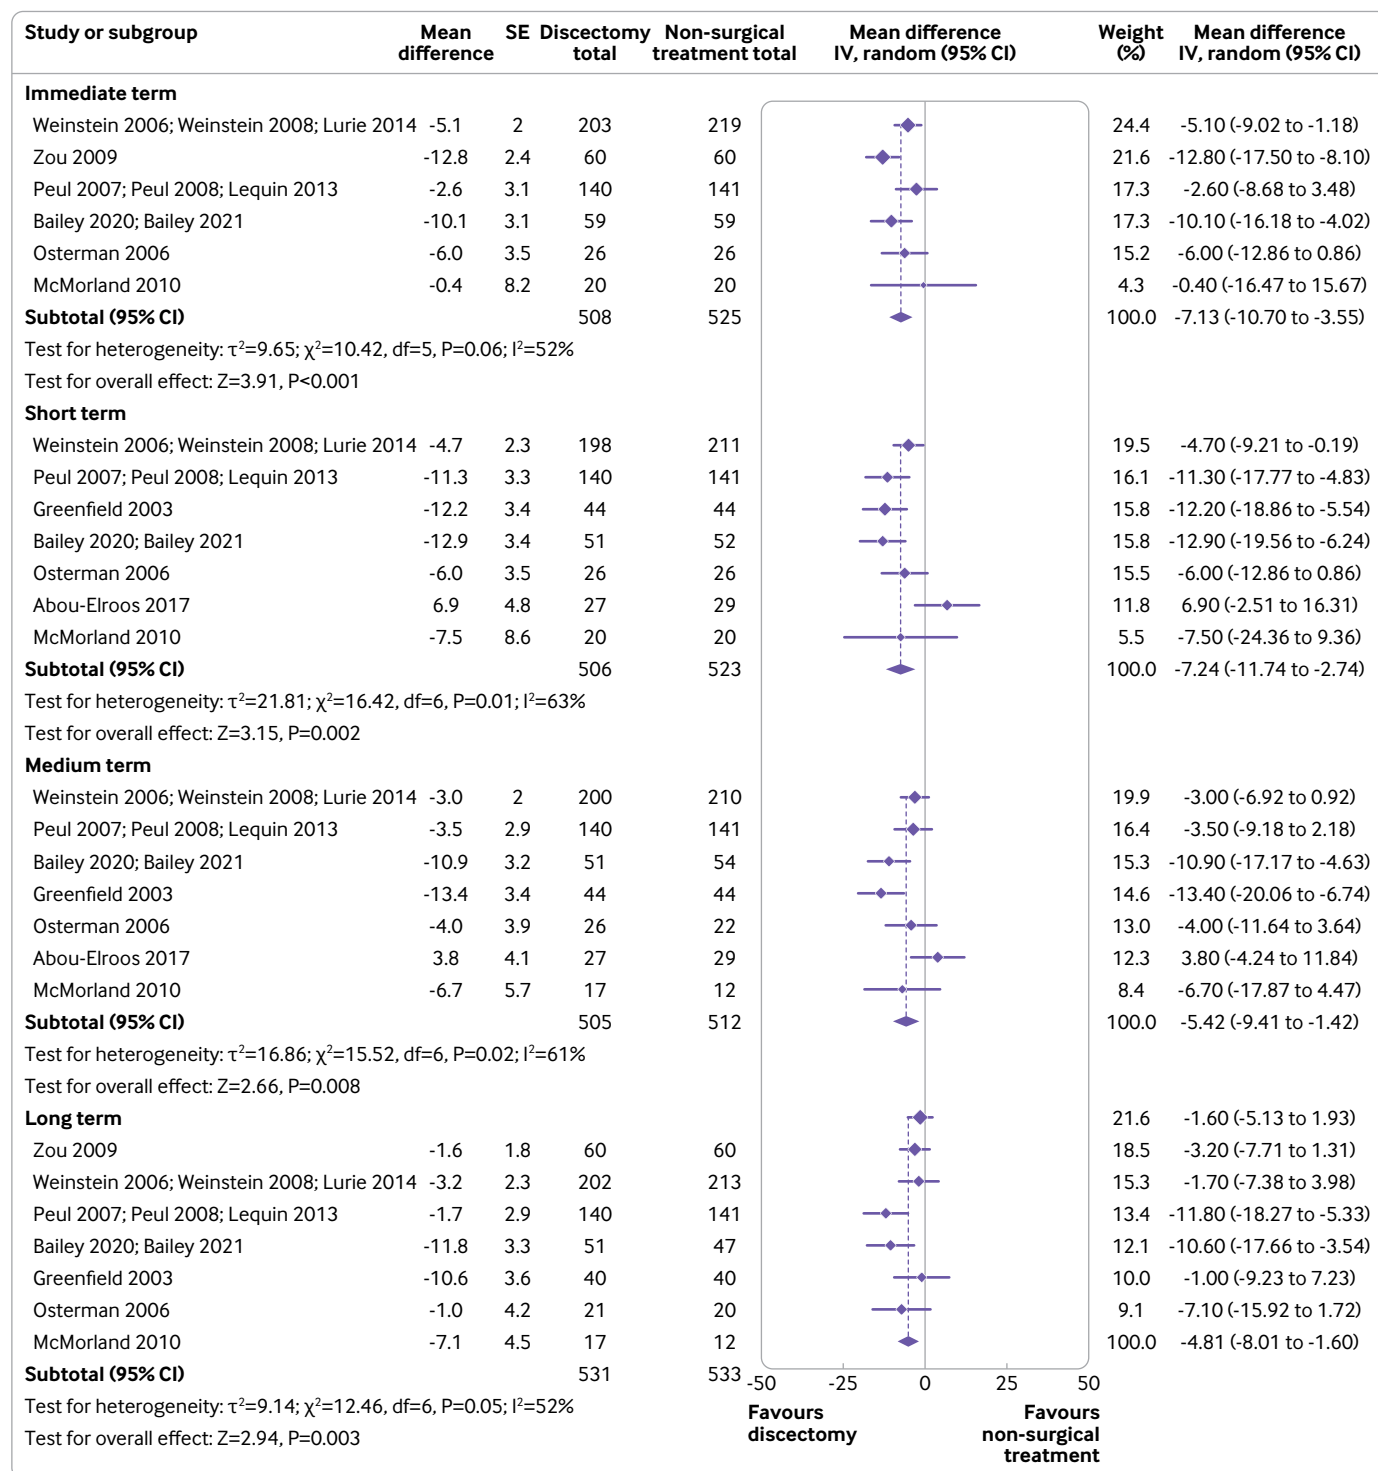 Study or subgroup Mean difference SE Discectomy total Non-surgical treatment total Mean difference IV, random (95% CI) Weight (%) Mean difference IV, random (95% CI)
Immediate term
Weinstein 2006; Weinstein 2008; Lurie 2014 -5.1 2 203 219 24.4 -5.10 (-9.02 to -1.18)
Zou 2009 -12.8 2.4 60 60 21.6 -12.80 (-17.50 to -8.10)
Peul 2007; Peul 2008; Lequin 2013 -2.6 3.1 140 141 17.3 -2.60 (-8.68 to 3.48)
Bailey 2020; Bailey 2021 -10.1 3.1 59 59 17.3 -10.10 (-16.18 to -4.02)
Osterman 2006 -6.0 3.5 26 26 15.2 -6.00 (-12.86 to 0.86)
McMorland 2010 -0.4 8.2 20 20 4.3 -0.40 (-16.47 to 15.67)
Subtotal (95% CI) 508 525 100.0 -7.13 (-10.70 to -3.55)
Test for heterogeneity: τ²=9.65; χ²=10.42, df=5, P=0.06; I²=52%
Test for overall effect: Z=3.91, P<0.001
Short term
Weinstein 2006; Weinstein 2008; Lurie 2014 -4.7 2.3 198 211 19.5 -4.70 (-9.21 to -0.19)
Peul 2007; Peul 2008; Lequin 2013 -11.3 3.3 140 141 16.1 -11.30 (-17.77 to -4.83)
Greenfield 2003 -12.2 3.4 44 44 15.8 -12.20 (-18.86 to -5.54)
Bailey 2020; Bailey 2021 -12.9 3.4 51 52 15.8 -12.90 (-19.56 to -6.24)
Osterman 2006 -6.0 3.5 26 26 15.5 -6.00 (-12.86 to 0.86)
Abou-Elroos 2017 6.9 4.8 27 29 11.8 6.90 (-2.51 to 16.31)
McMorland 2010 -7.5 8.6 20 20 5.5 -7.50 (-24.36 to 9.36)
Subtotal (95% CI) 506 523 100.0 -7.24 (-11.74 to -2.74)
Test for heterogeneity: τ²=21.81; χ²=16.42, df=6, P=0.01; I²=63%
Test for overall effect: Z=3.15, P=0.002
Medium term
Weinstein 2006; Weinstein 2008; Lurie 2014 -3.0 2 200 210 19.9 -3.00 (-6.92 to 0.92)
Peul 2007; Peul 2008; Lequin 2013 -3.5 2.9 140 141 16.4 -3.50 (-9.18 to 2.18)
Bailey 2020; Bailey 2021 -10.9 3.2 51 54 15.3 -10.90 (-17.17 to -4.63)
Greenfield 2003 -13.4 3.4 44 44 14.6 -13.40 (-20.06 to -6.74)
Osterman 2006 -4.0 3.9 26 22 13.0 -4.00 (-11.64 to 3.64)
Abou-Elroos 2017 3.8 4.1 27 29 12.3 3.80 (-4.24 to 11.84)
McMorland 2010 -6.7 5.7 17 12 8.4 -6.70 (-17.87 to 4.47)
Subtotal (95% CI) 505 512 100.0 -5.42 (-9.41 to -1.42)
Test for heterogeneity: τ²=16.86; χ²=15.52, df=6, P=0.02; I²=61%
Test for overall effect: Z=2.66, P=0.008
Long term 21.6 -1.60 (-5.13 to 1.93)
Zou 2009 -1.6 1.8 60 60 18.5 -3.20 (-7.71 to 1.31)
Weinstein 2006; Weinstein 2008; Lurie 2014 -3.2 2.3 202 213 15.3 -1.70 (-7.38 to 3.98)
Peul 2007; Peul 2008; Lequin 2013 -1.7 2.9 140 141 13.4 -11.80 (-18.27 to -5.33)
Bailey 2020; Bailey 2021 -11.8 3.3 51 47 12.1 -10.60 (-17.66 to -3.54)
Greenfield 2003 -10.6 3.6 40 40 10.0 -1.00 (-9.23 to 7.23)
Osterman 2006 -1.0 4.2 21 20 9.1 -7.10 (-15.92 to 1.72)
McMorland 2010 -7.1 4.5 17 12 100.0 -4.81 (-8.01 to -1.60)
Subtotal (95% CI) 531 533
-50 -25 0 25 50
Test for heterogeneity: τ²=9.14; χ²=12.46, df=6, P=0.05; I²=52%
Test for overall effect: Z=2.94, P=0.003
Favours discectomy
Favours non-surgical treatment